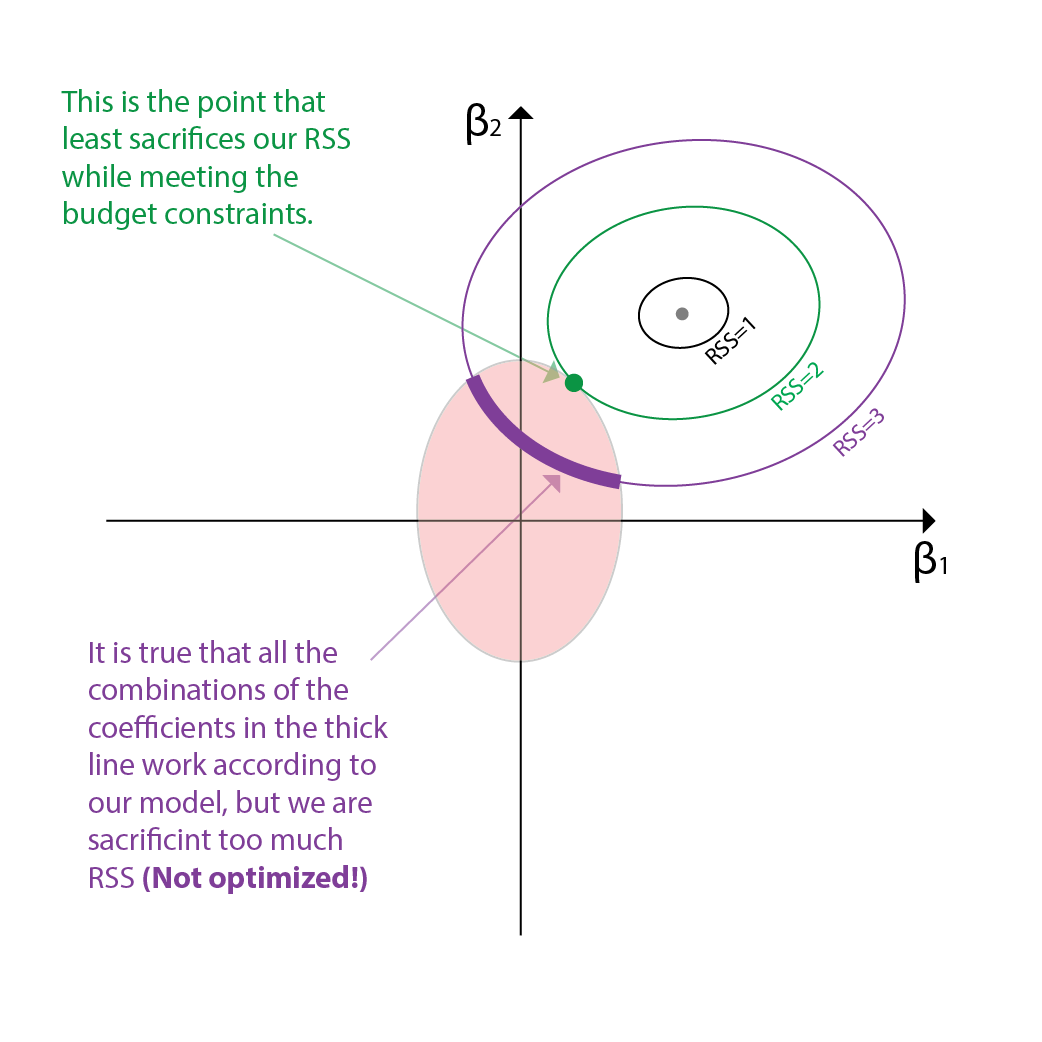 This is the point that
least sacrifices our RSS
while meeting the
budget constraints.
β2
RSS=1
RSS=2
RSS=3
β1
It is true that all the
combinations of the
coefficients in the thick
line work according to
our model, but we are
sacrificint too much
RSS (Not optimized!)